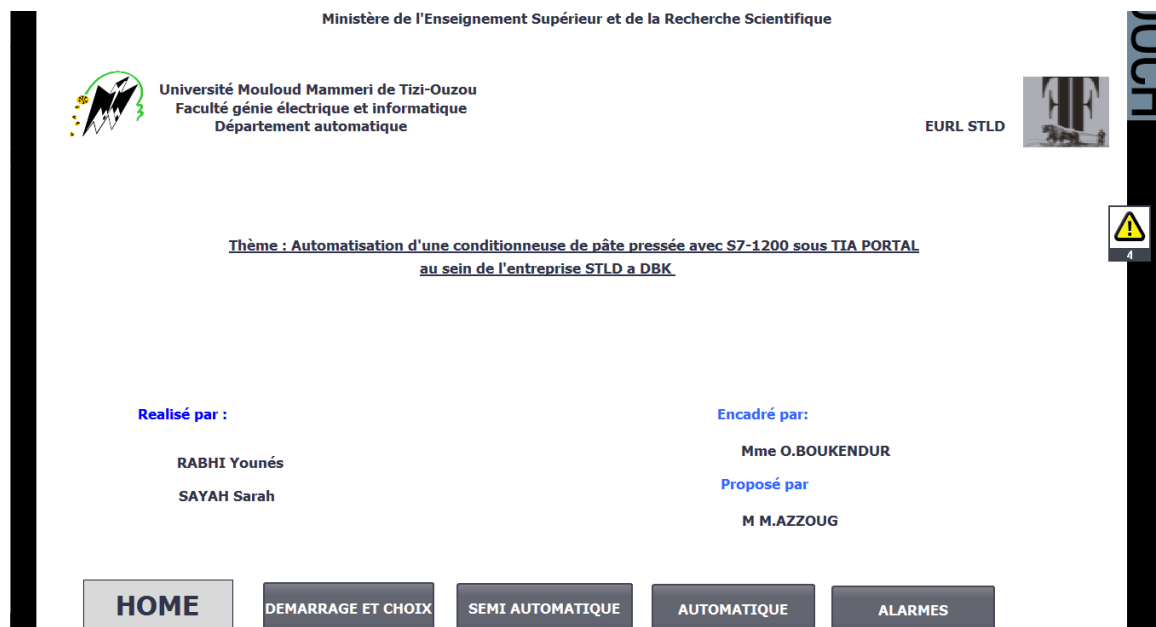 Ministère de l'Enseignement Supérieur et de la Recherche Scientifique
Université Mouloud Mammeri de Tizi-Ouzou
Faculté génie électrique et informatique
Département automatique
EURL STLD
Thème : Automatisation d'une conditionneuse de pâte pressée avec S7-1200 sous TIA PORTAL
au sein de l'entreprise STLD a DBK
4
Realisé par :
Encadré par:
RABHI Younés
Mme O.BOUKENDUR
SAYAH Sarah
Proposé par
M M.AZZOUG
HOME
DEMARRAGE ET CHOIX
SEMI AUTOMATIQUE
AUTOMATIQUE
ALARMES